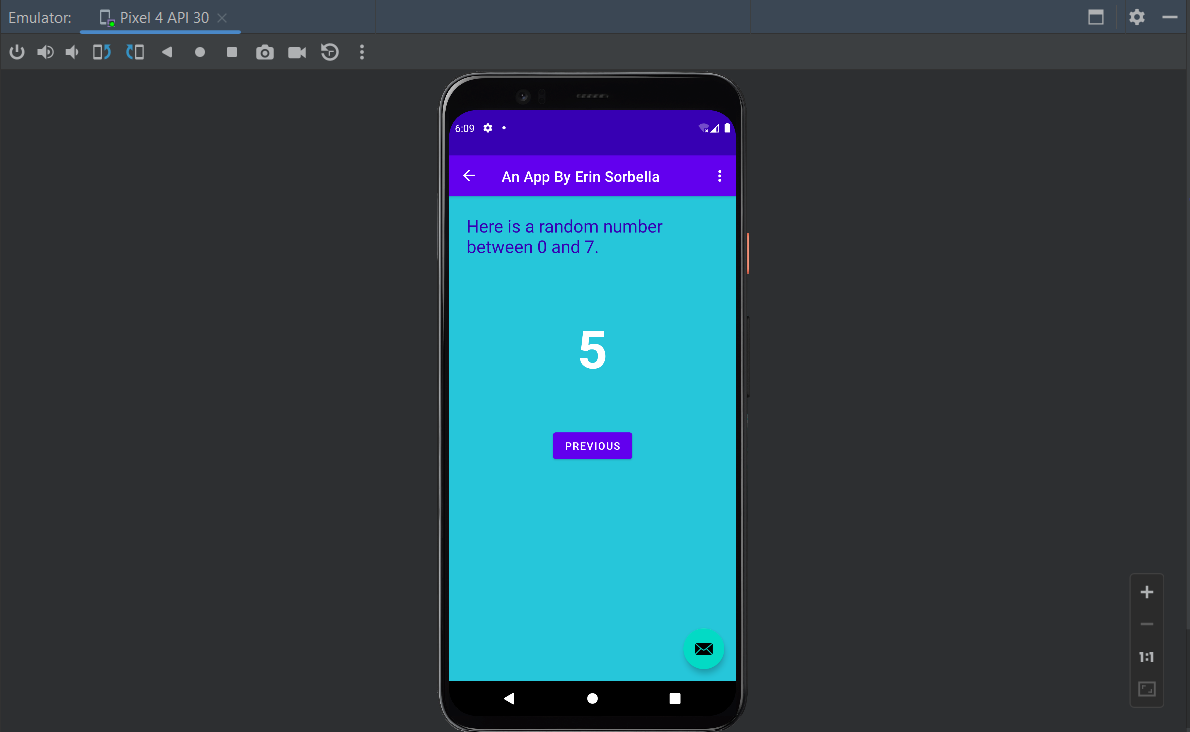 Emulator: Pixel 4 API 30
6:09
An App By Erin Sorbella
Here is a random number
between 0 and 7.
5
PREVIOUS
1:1